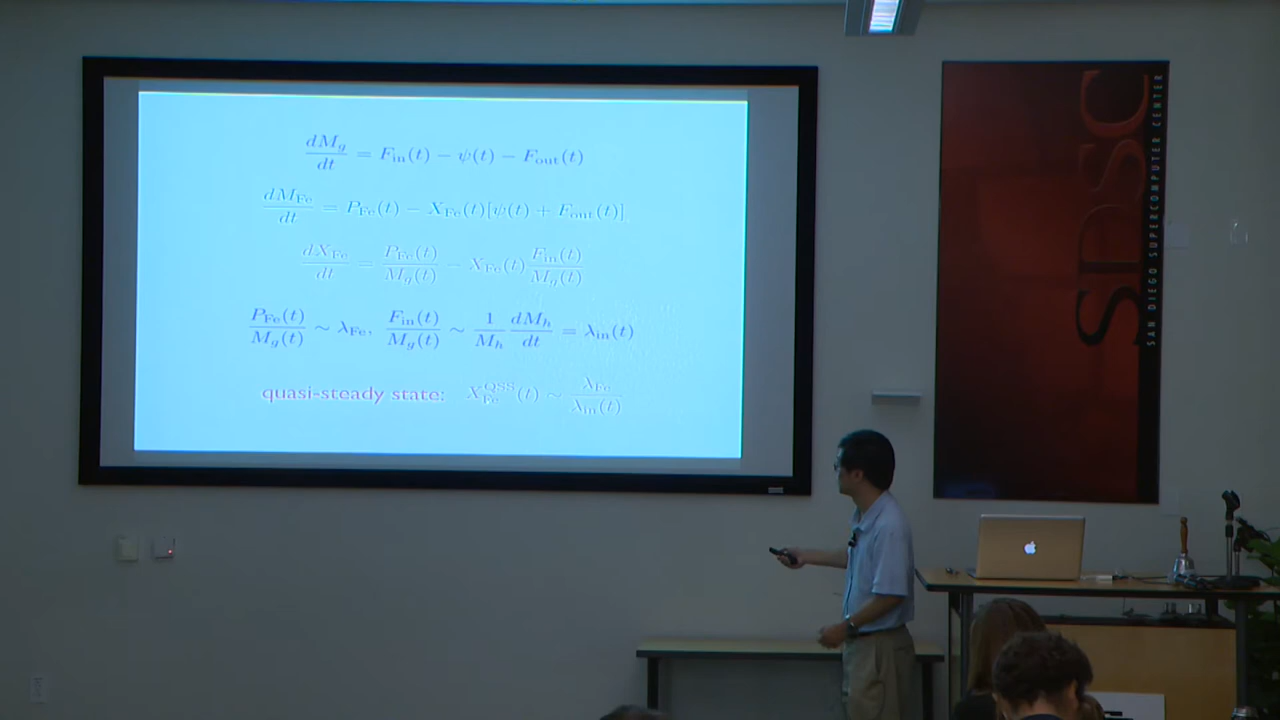 dM_g/dt = F_in(t) − ψ(t) − F_out(t)
dM_Fe/dt = P_Fe(t) − X_Fe(t)[ψ(t) + F_out(t)]
dX_Fe/dt = P_Fe(t)/M_g(t) − X_Fe(t) F_in(t)/M_g(t)
P_Fe(t)/M_g(t) ∼ λ_Fe, F_in(t)/M_g(t) ∼ 1/M_h dM_h/dt = λ_in(t)
quasi-steady state: X_Fe^QSS(t) ∼ λ_Fe/λ_in(t)
SDSC
SAN DIEGO SUPERCOMPUTER CENTER